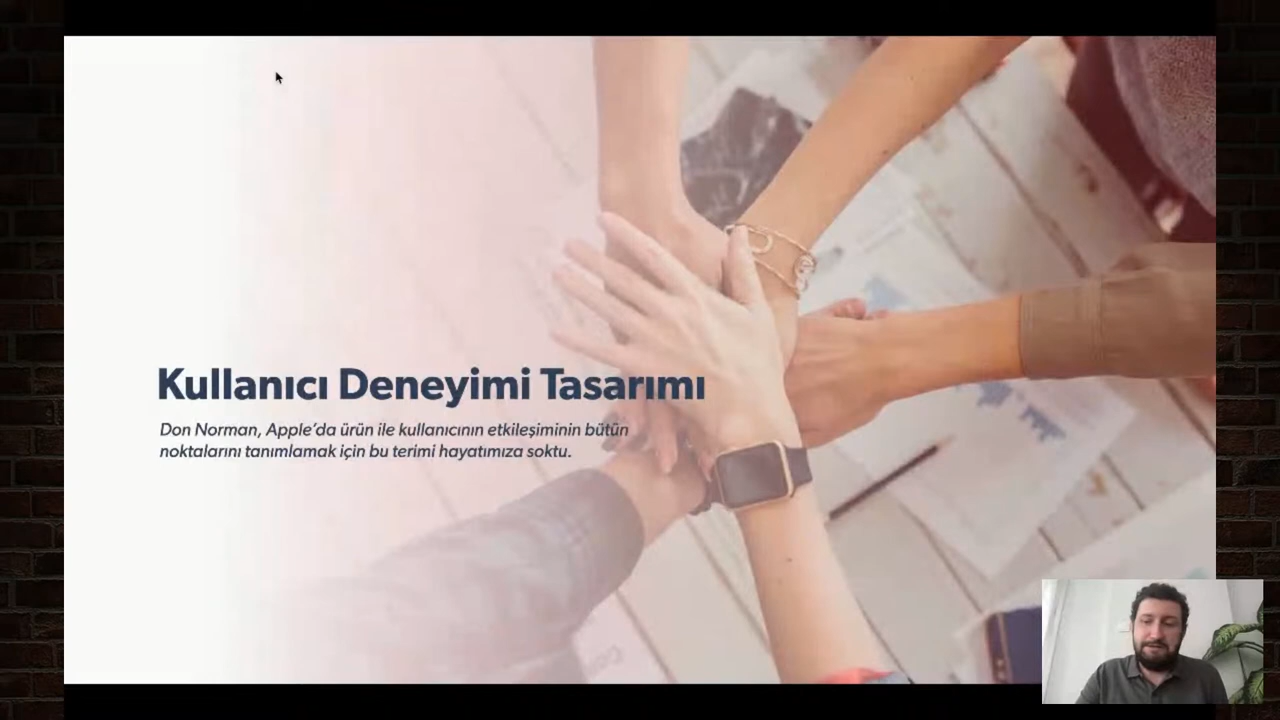 Kullanıcı Deneyimi Tasarımı
Don Norman, Apple’da ürün ile kullanıcının etkileşiminin bütün
noktalarını tanımlamak için bu terimi hayatımıza soktu.